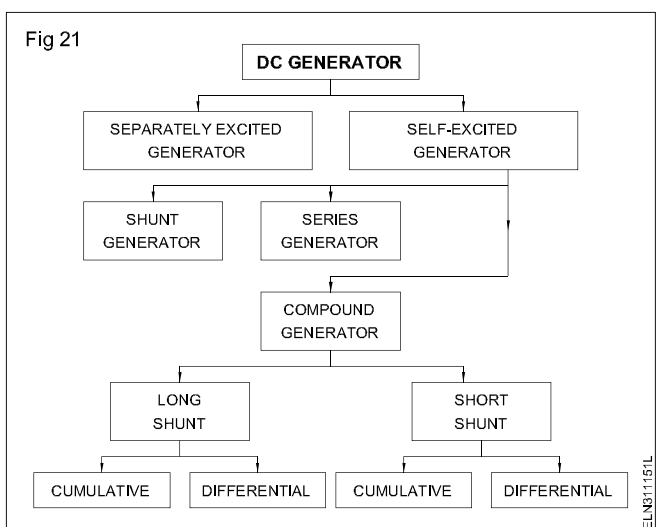 Fig 21
DC GENERATOR
SEPARATELY EXCITED
GENERATOR
SELF-EXCITED
GENERATOR
SHUNT
GENERATOR
SERIES
GENERATOR
COMPOUND
GENERATOR
LONG
SHUNT
SHORT
SHUNT
CUMULATIVE
DIFFERENTIAL
CUMULATIVE
DIFFERENTIAL
ELN311151L